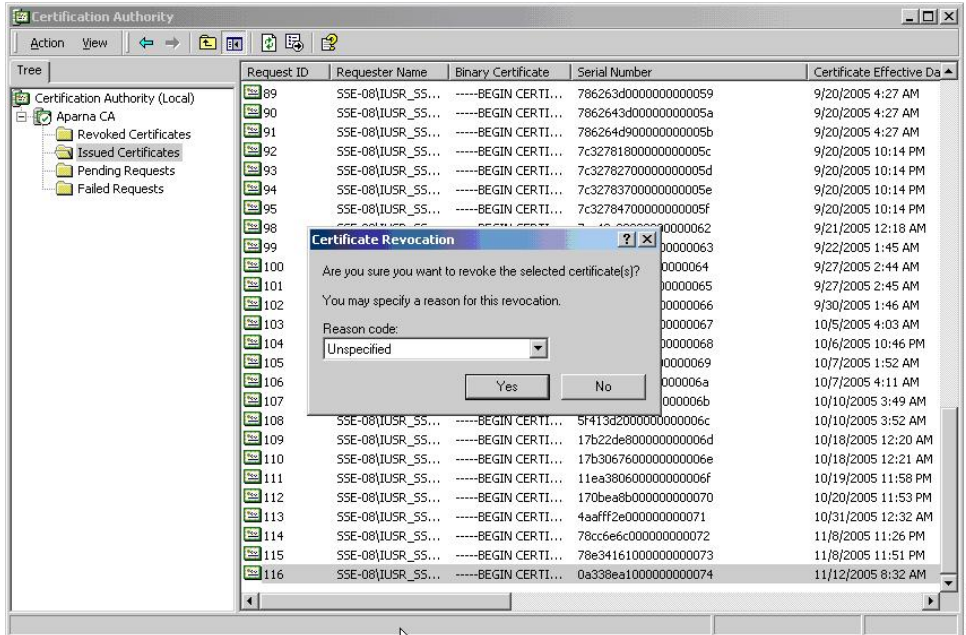 Certification Authority
Action View
Tree
Certification Authority (Local)
Aparna CA
Revoked Certificates
Issued Certificates
Pending Requests
Failed Requests
Request ID Requester Name Binary Certificate Serial Number Certificate Effective Da
89 SSE-08\IUSR_SS... -----BEGIN CERTI... 786263d0000000000059 9/20/2005 4:27 AM
90 SSE-08\IUSR_SS... -----BEGIN CERTI... 7862643d00000000005a 9/20/2005 4:27 AM
91 SSE-08\IUSR_SS... -----BEGIN CERTI... 786264d900000000005b 9/20/2005 4:27 AM
92 SSE-08\IUSR_SS... -----BEGIN CERTI... 7c32781800000000005c 9/20/2005 10:14 PM
93 SSE-08\IUSR_SS... -----BEGIN CERTI... 7c32782700000000005d 9/20/2005 10:14 PM
94 SSE-08\IUSR_SS... -----BEGIN CERTI... 7c32783700000000005e 9/20/2005 10:14 PM
95 SSE-08\IUSR_SS... -----BEGIN CERTI... 7c32784700000000005f 9/20/2005 10:14 PM
98 9/21/2005 12:18 AM
99 9/22/2005 1:45 AM
100 9/27/2005 2:44 AM
101 9/27/2005 2:45 AM
102 9/30/2005 1:46 AM
103 10/5/2005 4:03 AM
104 10/6/2005 10:46 PM
105 10/7/2005 1:52 AM
106 10/7/2005 4:11 AM
107 10/10/2005 3:49 AM
108 SSE-08\IUSR_SS... -----BEGIN CERTI... 5f413d2000000000006c 10/10/2005 3:52 AM
109 SSE-08\IUSR_SS... -----BEGIN CERTI... 17b22de800000000006d 10/18/2005 12:20 AM
110 SSE-08\IUSR_SS... -----BEGIN CERTI... 17b3067600000000006e 10/18/2005 12:21 AM
111 SSE-08\IUSR_SS... -----BEGIN CERTI... 11ea380600000000006f 10/19/2005 11:58 PM
112 SSE-08\IUSR_SS... -----BEGIN CERTI... 170bea8b000000000070 10/20/2005 11:53 PM
113 SSE-08\IUSR_SS... -----BEGIN CERTI... 4aafff2e000000000071 10/31/2005 12:32 AM
114 SSE-08\IUSR_SS... -----BEGIN CERTI... 78cc6e6c000000000072 11/8/2005 11:26 PM
115 SSE-08\IUSR_SS... -----BEGIN CERTI... 78e34161000000000073 11/8/2005 11:51 PM
116 SSE-08\IUSR_SS... -----BEGIN CERTI... 0a338ea1000000000074 11/12/2005 8:32 AM
Certificate Revocation
Are you sure you want to revoke the selected certificate(s)?
You may specify a reason for this revocation.
Reason code:
Unspecified
Yes No